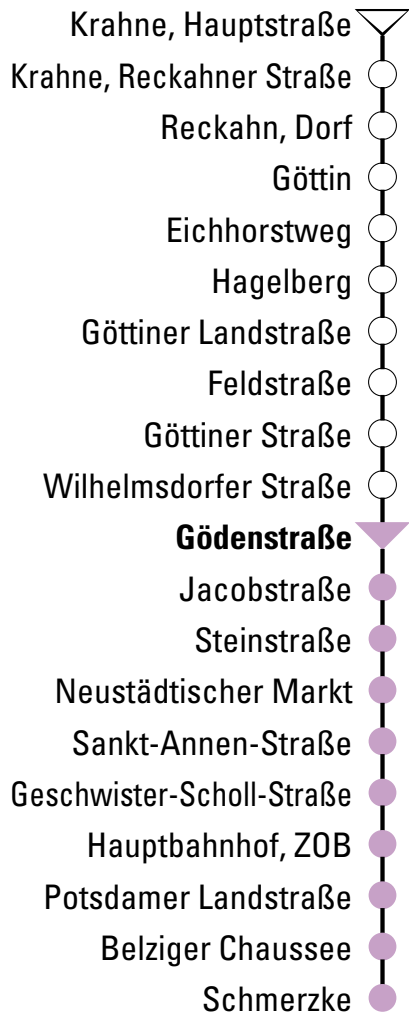 Krahne, Hauptstraße
Krahne, Reckahner Straße
Reckahn, Dorf
Göttin
Eichhorstweg
Hagelberg
Göttiner Landstraße
Feldstraße
Göttiner Straße
Wilhelmsdorfer Straße
Gödenstraße
Jacobstraße
Steinstraße
Neustädtischer Markt
Sankt-Annen-Straße
Geschwister-Scholl-Straße
Hauptbahnhof, ZOB
Potsdamer Landstraße
Belziger Chaussee
Schmerzke